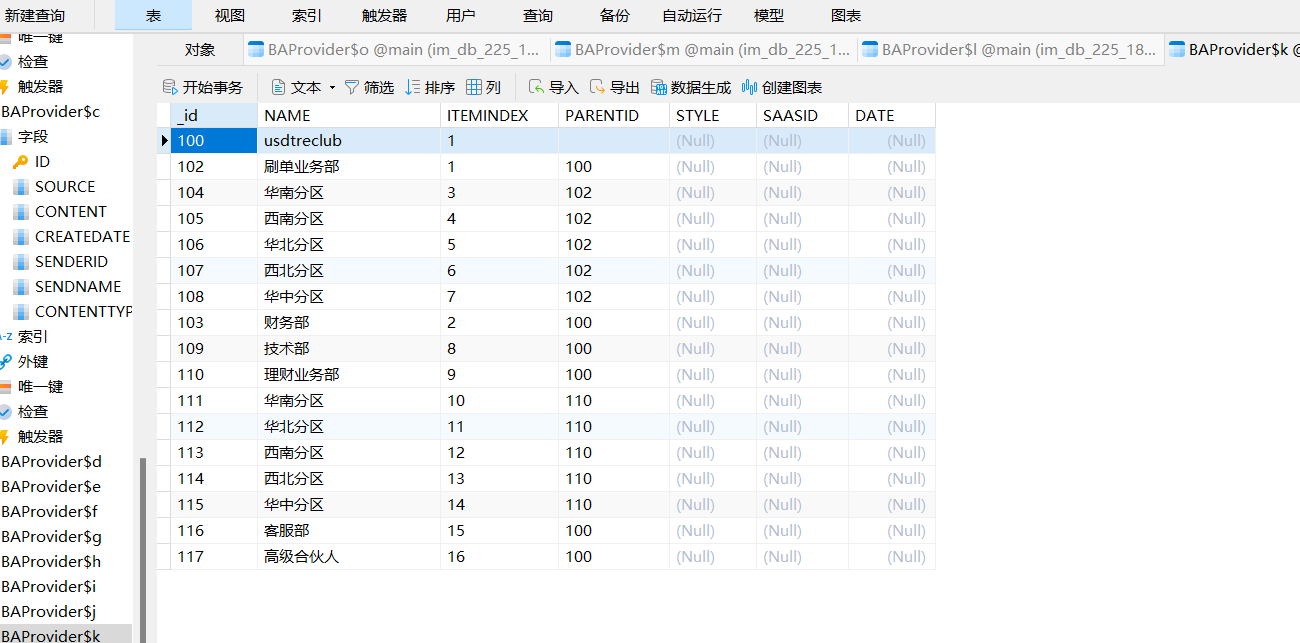 新建查询 表 视图 索引 触发器 用户 查询 备份 自动运行 模型 图表
对象 BAProvider$o @main (im_db_225_1... BAProvider$m @main (im_db_225_1... BAProvider$l @main (im_db_225_18... BAProvider$k @
开始事务 文本 筛选 排序 列 导入 导出 数据生成 创建图表
唯一键
检查
触发器
BAProvider$c
字段
ID
SOURCE
CONTENT
CREATEDATE
SENDERID
SENDNAME
CONTENTTYP
索引
外键
唯一键
检查
触发器
BAProvider$d
BAProvider$e
BAProvider$f
BAProvider$g
BAProvider$h
BAProvider$i
BAProvider$j
BAProvider$k
_id NAME ITEMINDEX PARENTID STYLE SAASID DATE
100 usdtreclub 1 (Null) (Null) (Null)
102 刷单业务部 1 100 (Null) (Null) (Null)
104 华南分区 3 102 (Null) (Null) (Null)
105 西南分区 4 102 (Null) (Null) (Null)
106 华北分区 5 102 (Null) (Null) (Null)
107 西北分区 6 102 (Null) (Null) (Null)
108 华中分区 7 102 (Null) (Null) (Null)
103 财务部 2 100 (Null) (Null) (Null)
109 技术部 8 100 (Null) (Null) (Null)
110 理财业务部 9 100 (Null) (Null) (Null)
111 华南分区 10 110 (Null) (Null) (Null)
112 华北分区 11 110 (Null) (Null) (Null)
113 西南分区 12 110 (Null) (Null) (Null)
114 西北分区 13 110 (Null) (Null) (Null)
115 华中分区 14 110 (Null) (Null) (Null)
116 客服部 15 100 (Null) (Null) (Null)
117 高级合伙人 16 100 (Null) (Null) (Null)